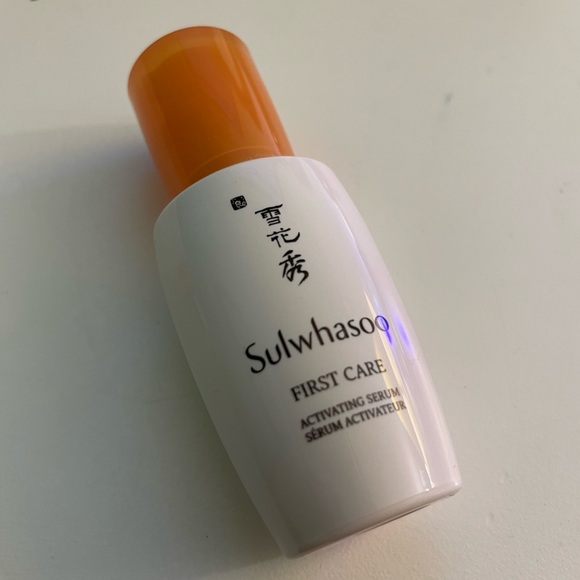 雪花秀
Sulwhasoo
FIRST CARE
ACTIVATING SERUM
SÉRUM ACTIVATEUR